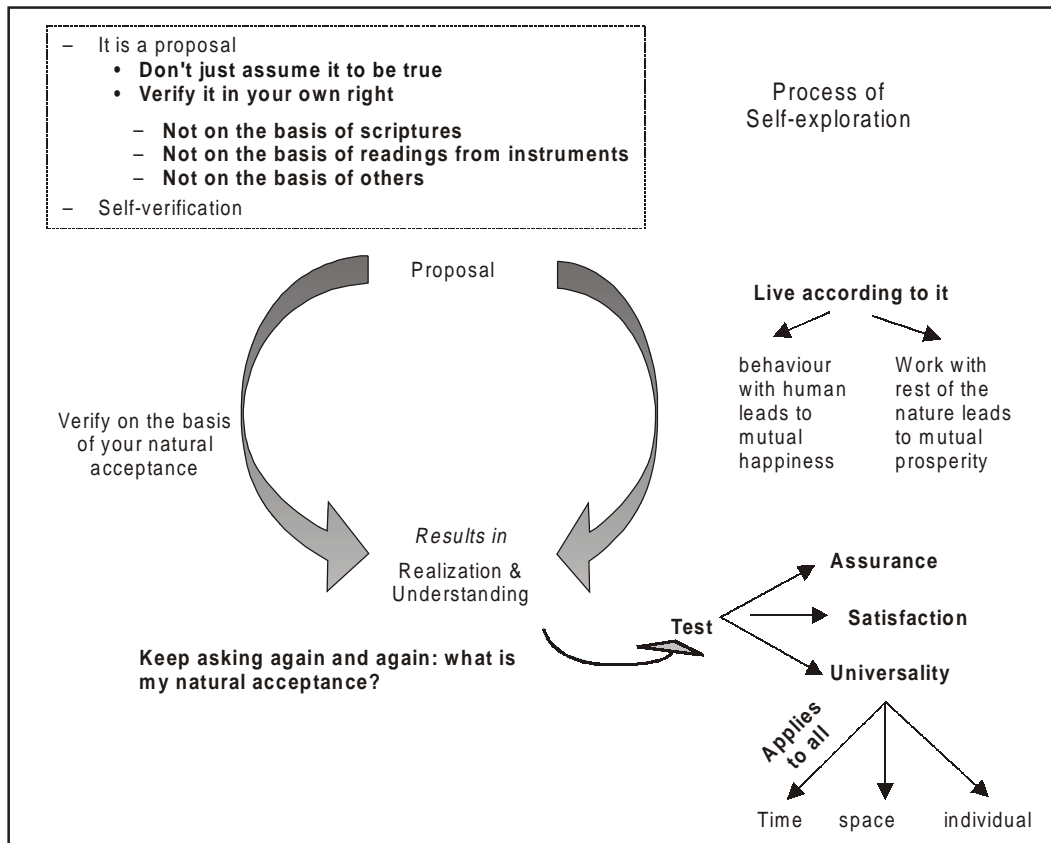 – It is a proposal
• Don't just assume it to be true
• Verify it in your own right
– Not on the basis of scriptures
– Not on the basis of readings from instruments
– Not on the basis of others
– Self-verification
Process of
Self-exploration
Proposal
Verify on the basis
of your natural
acceptance
Live according to it
behaviour
with human
leads to
mutual
happiness
Work with
rest of the
nature leads
to mutual
prosperity
Results in
Realization &
Understanding
Keep asking again and again: what is
my natural acceptance?
Test
Assurance
Satisfaction
Universality
Applies
to all
Time
space
individual